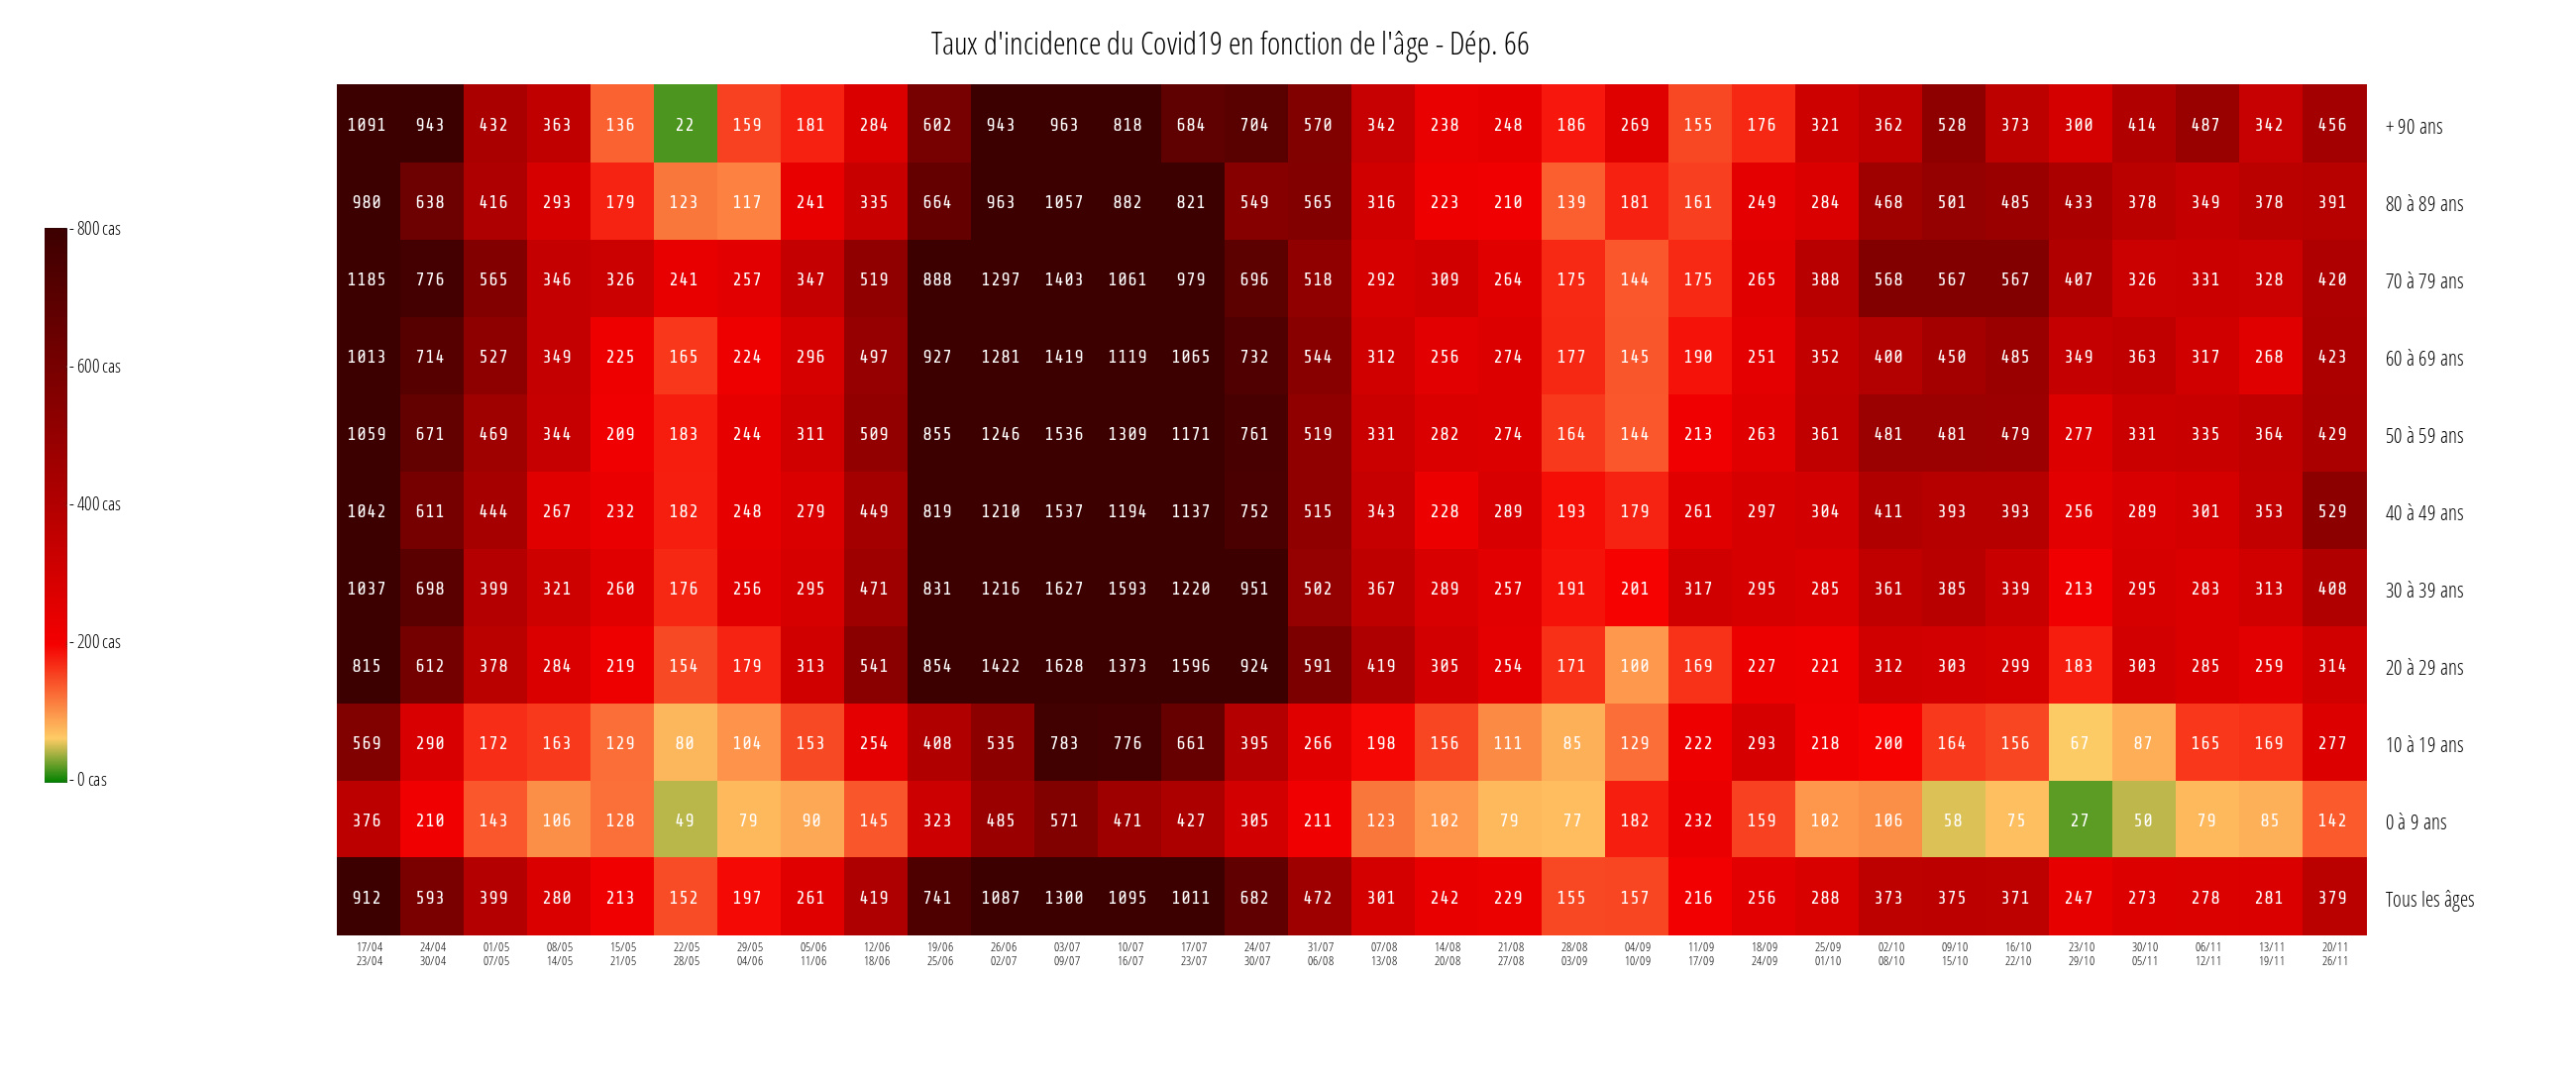 Taux d'incidence du Covid19 en fonction de l'âge - Dép. 66
- 800 cas
- 600 cas
- 400 cas
- 200 cas
- 0 cas
1091 943 432 363 136 22 159 181 284 602 943 963 818 684 704 570 342 238 248 186 269 155 176 321 362 528 373 300 414 487 342 456 + 90 ans
980 638 416 293 179 123 117 241 335 664 963 1057 882 821 549 565 316 223 210 139 181 161 249 284 468 501 485 433 378 349 378 391 80 à 89 ans
1185 776 565 346 326 241 257 347 519 888 1297 1403 1061 979 696 518 292 309 264 175 144 175 265 388 568 567 567 407 326 331 328 420 70 à 79 ans
1013 714 527 349 225 165 224 296 497 927 1281 1419 1119 1065 732 544 312 256 274 177 145 190 251 352 400 450 485 349 363 317 268 423 60 à 69 ans
1059 671 469 344 209 183 244 311 509 855 1246 1536 1309 1171 761 519 331 282 274 164 144 213 263 361 481 481 479 277 331 335 364 429 50 à 59 ans
1042 611 444 267 232 182 248 279 449 819 1210 1537 1194 1137 752 515 343 228 289 193 179 261 297 304 411 393 393 256 289 301 353 529 40 à 49 ans
1037 698 399 321 260 176 256 295 471 831 1216 1627 1593 1220 951 502 367 289 257 191 201 317 295 285 361 385 339 213 295 283 313 408 30 à 39 ans
815 612 378 284 219 154 179 313 541 854 1422 1628 1373 1596 924 591 419 305 254 171 100 169 227 221 312 303 299 183 303 285 259 314 20 à 29 ans
569 290 172 163 129 80 104 153 254 408 535 783 776 661 395 266 198 156 111 85 129 222 293 218 200 164 156 67 87 165 169 277 10 à 19 ans
376 210 143 106 128 49 79 90 145 323 485 571 471 427 305 211 123 102 79 77 182 232 159 102 106 58 75 27 50 79 85 142 0 à 9 ans
912 593 399 280 213 152 197 261 419 741 1087 1300 1095 1011 682 472 301 242 229 155 157 216 256 288 373 375 371 247 273 278 281 379 Tous les âges
17/04 24/04 01/05 08/05 15/05 22/05 29/05 05/06 12/06 19/06 26/06 03/07 10/07 17/07 24/07 31/07 07/08 14/08 21/08 28/08 04/09 11/09 18/09 25/09 02/10 09/10 16/10 23/10 30/10 06/11 13/11 20/11
23/04 30/04 07/05 14/05 21/05 28/05 04/06 11/06 18/06 25/06 02/07 09/07 16/07 23/07 30/07 06/08 13/08 20/08 27/08 03/09 10/09 17/09 24/09 01/10 08/10 15/10 22/10 29/10 05/11 12/11 19/11 26/11